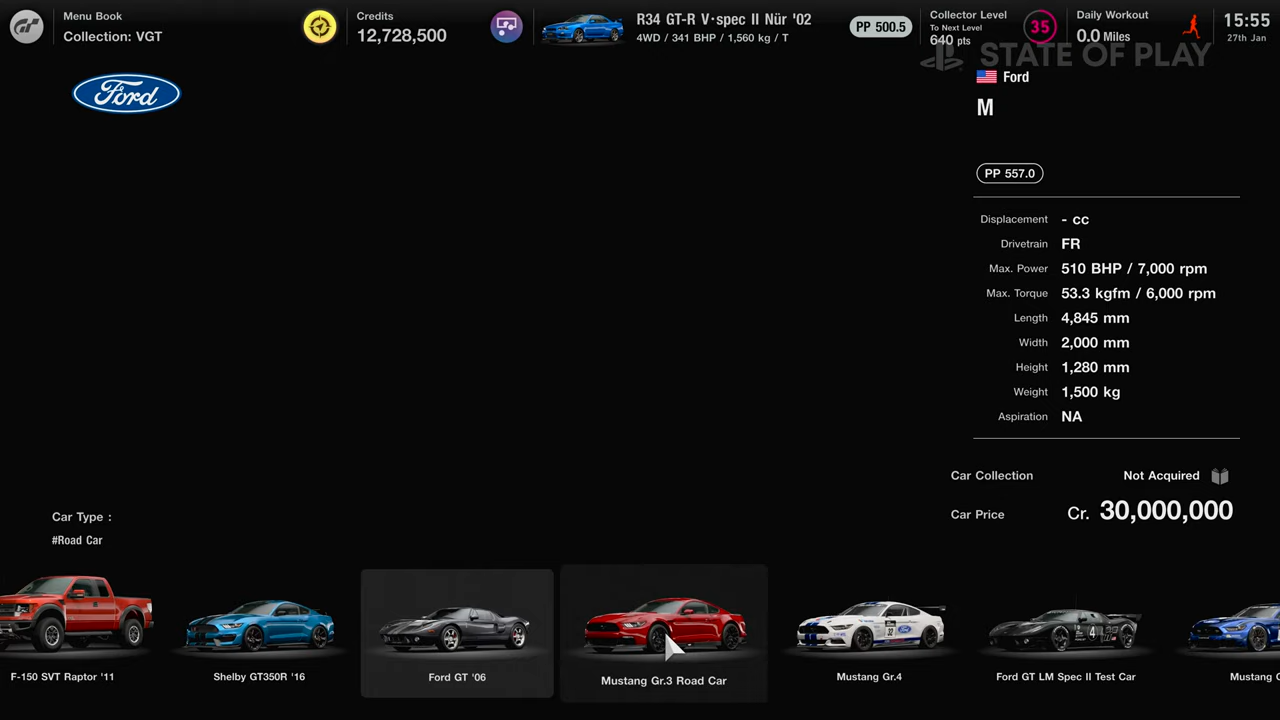 Menu Book
Collection: VGT
Credits
12,728,500
R34 GT-R V·spec II Nür '02
4WD / 341 BHP / 1,560 kg / T
PP 500.5
Collector Level
To Next Level
640 pts
35
Daily Workout
0.0 Miles
15:55
27th Jan
STATE OF PLAY
Ford
Ford
M
PP 557.0
Displacement - cc
Drivetrain FR
Max. Power 510 BHP / 7,000 rpm
Max. Torque 53.3 kgfm / 6,000 rpm
Length 4,845 mm
Width 2,000 mm
Height 1,280 mm
Weight 1,500 kg
Aspiration NA
Car Collection Not Acquired
Car Price Cr. 30,000,000
Car Type :
#Road Car
F-150 SVT Raptor '11
Shelby GT350R '16
Ford GT '06
Mustang Gr.3 Road Car
Mustang Gr.4
Ford GT LM Spec II Test Car
Mustang G